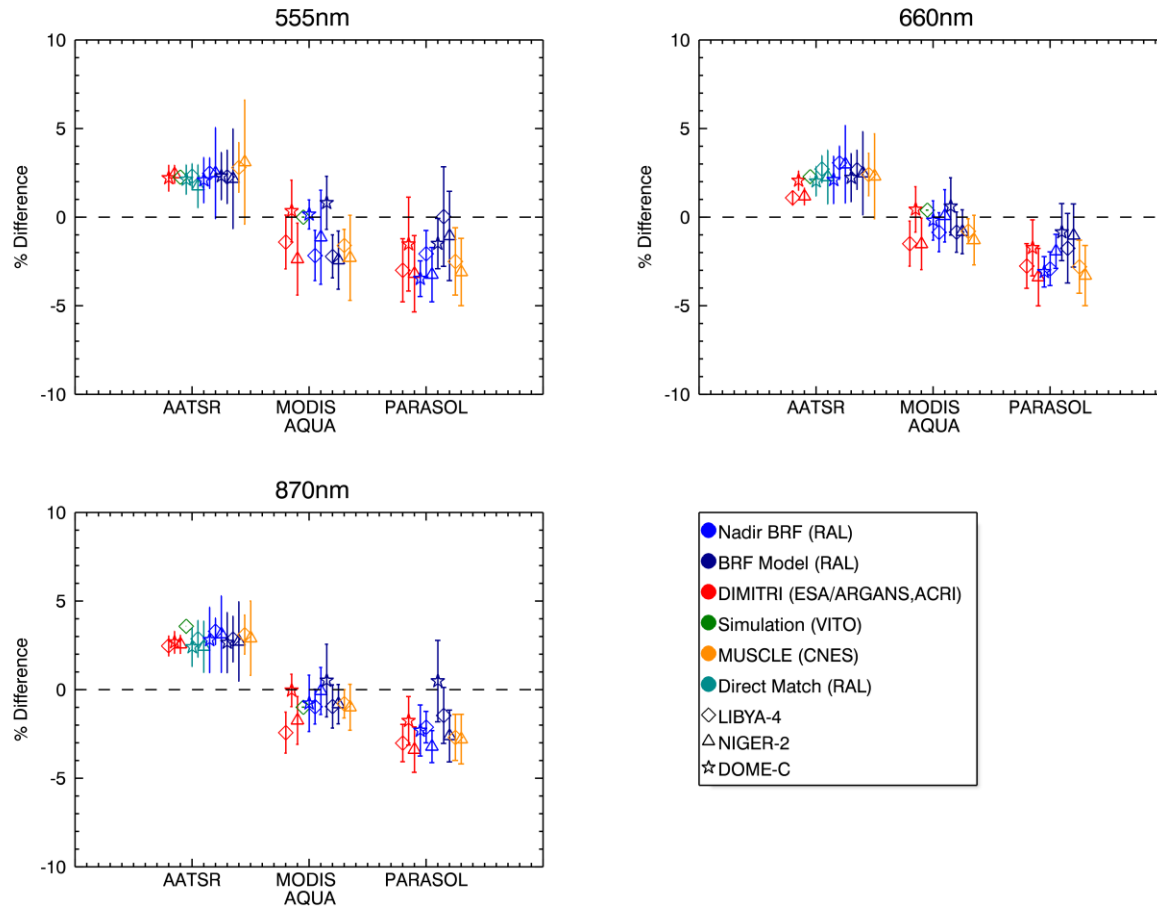 555nm
10
5
0
-5
-10
% Difference
AATSR
MODIS
AQUA
PARASOL
660nm
10
5
0
-5
-10
% Difference
AATSR
MODIS
AQUA
PARASOL
870nm
10
5
0
-5
-10
% Difference
AATSR
MODIS
AQUA
PARASOL
Nadir BRF (RAL)
BRF Model (RAL)
DIMITRI (ESA/ARGANS,ACRI)
Simulation (VITO)
MUSCLE (CNES)
Direct Match (RAL)
LIBYA-4
NIGER-2
DOME-C